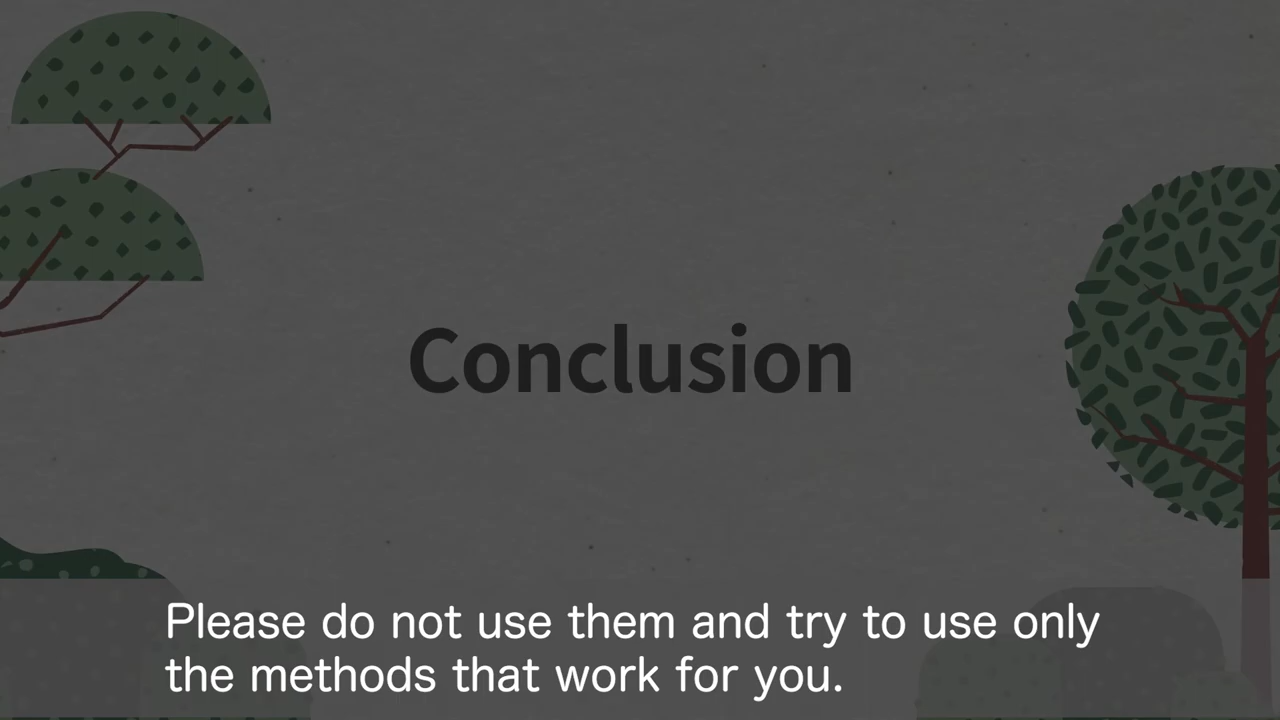 Conclusion
Please do not use them and try to use only
the methods that work for you.